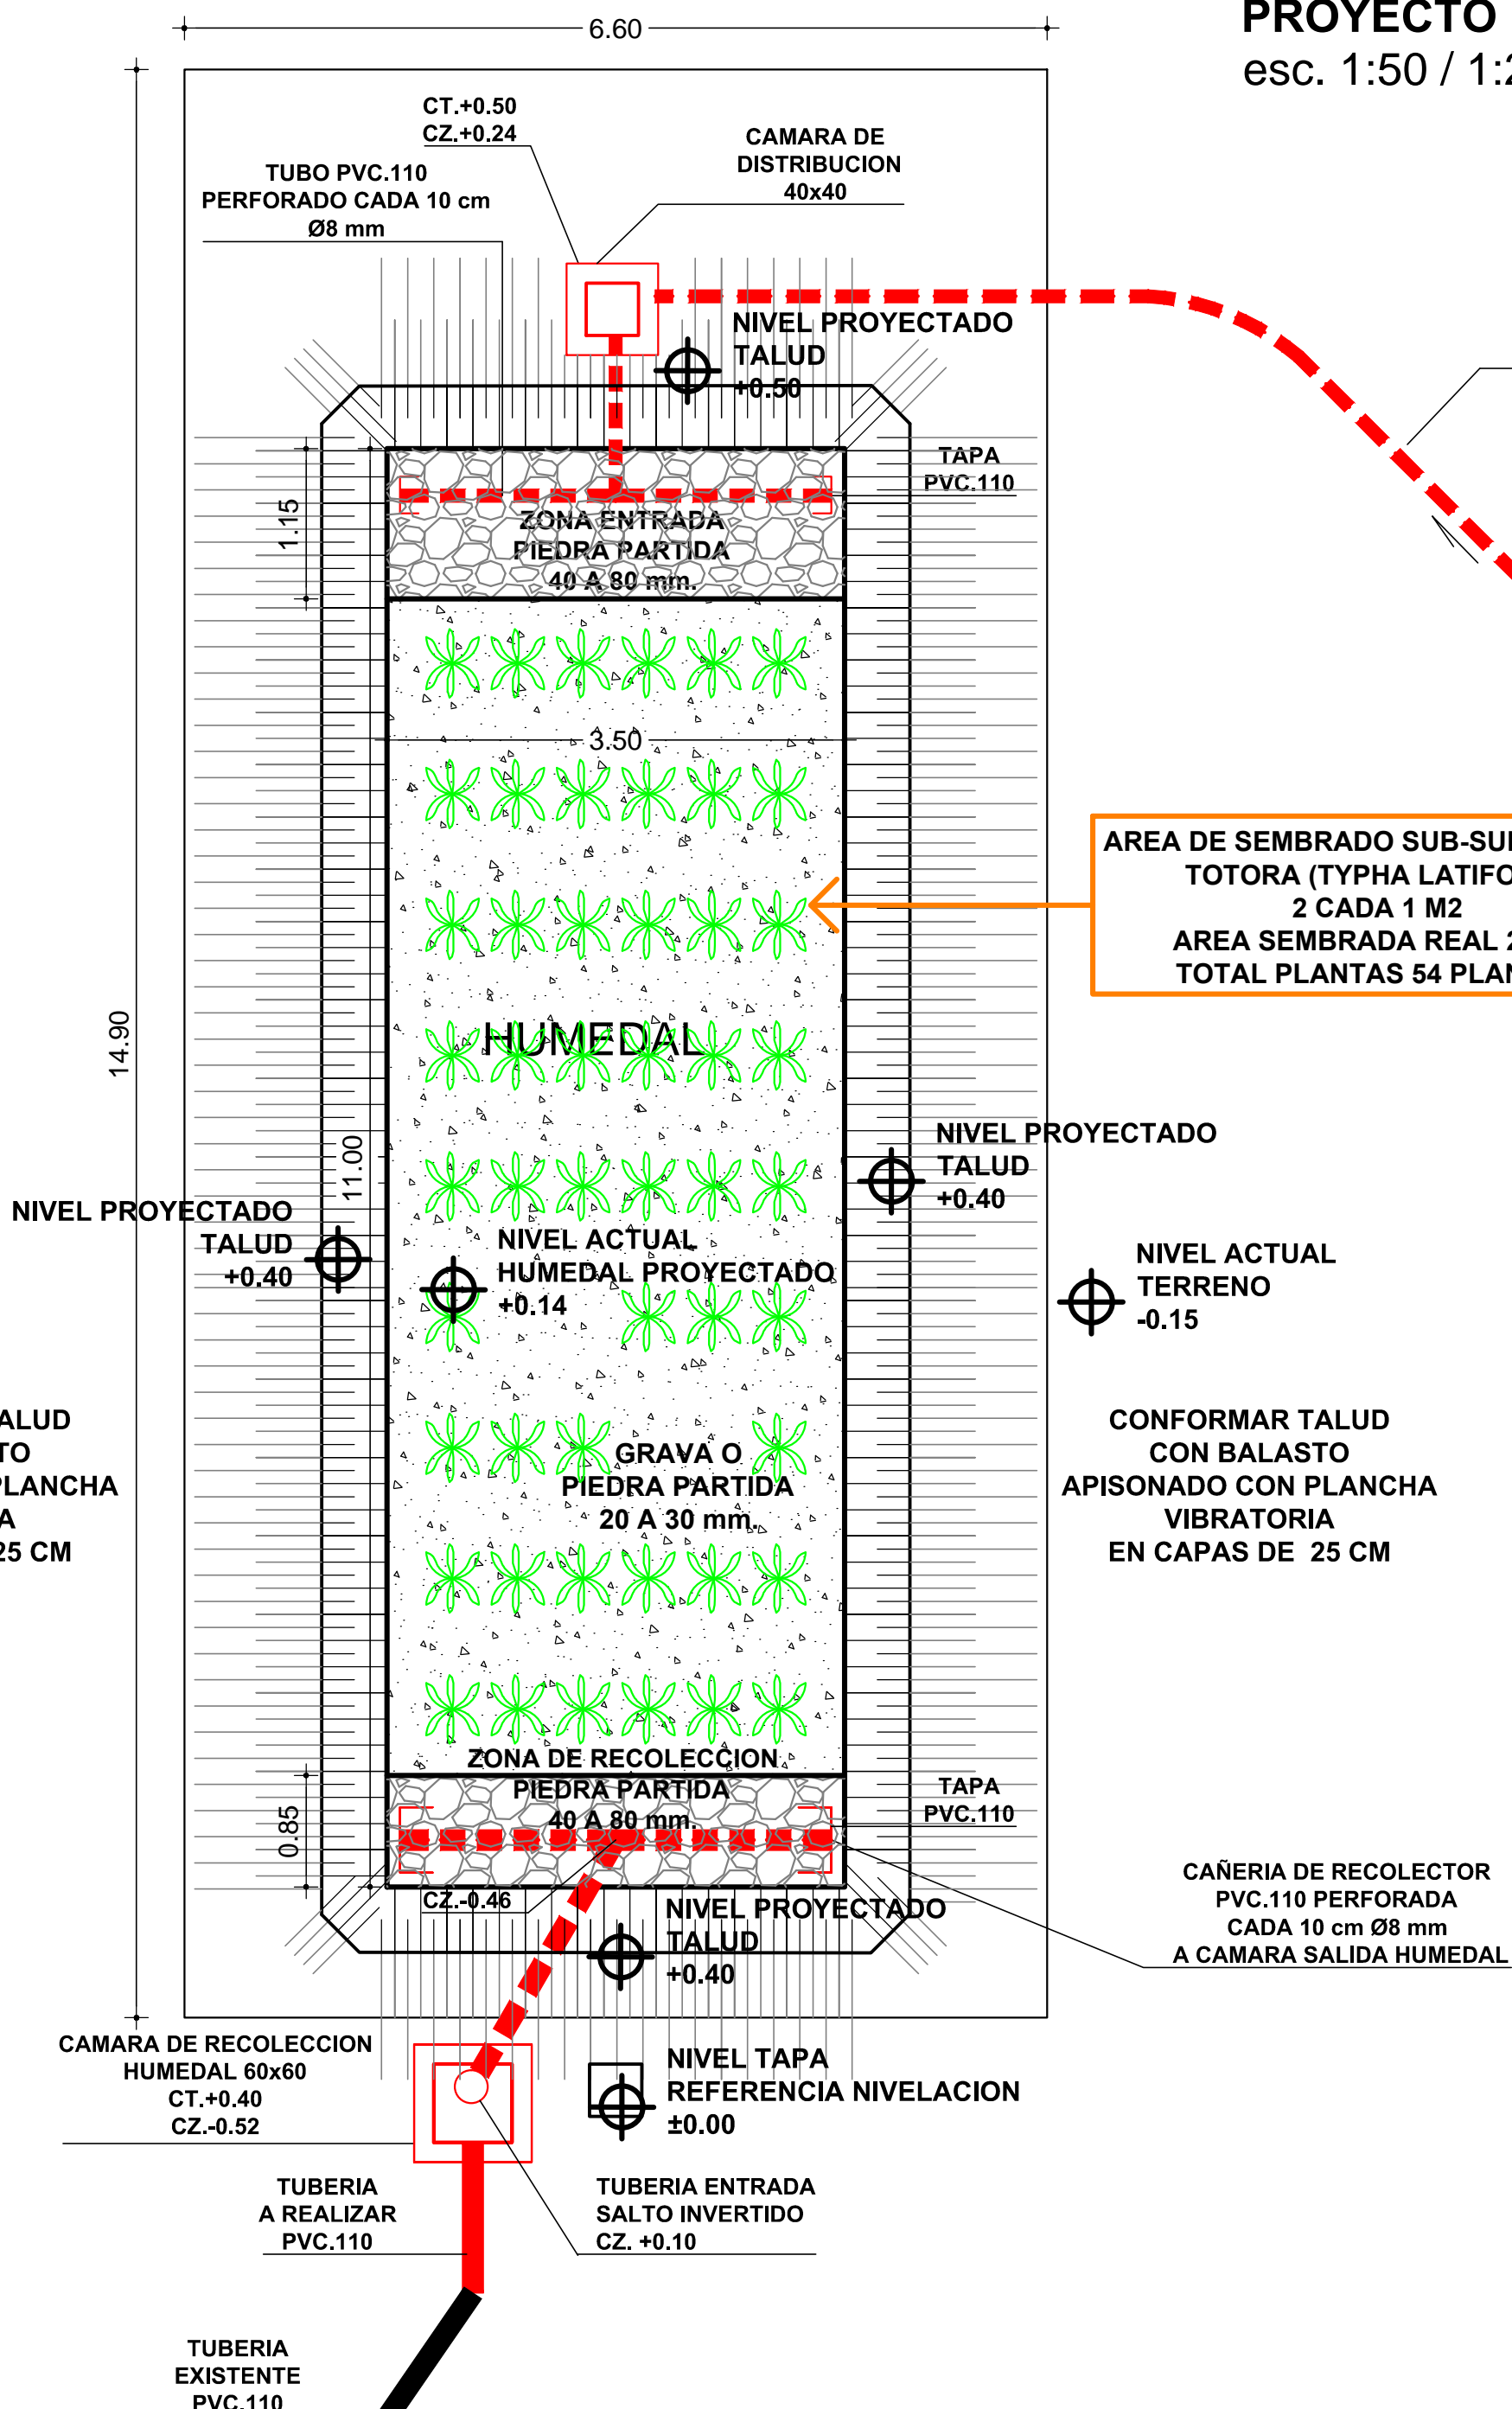 6.60
PROYECTO
esc. 1:50 / 1:2
CT.+0.50
CZ.+0.24
CAMARA DE
DISTRIBUCION
40x40
TUBO PVC.110
PERFORADO CADA 10 cm
Ø8 mm
NIVEL PROYECTADO
TALUD
+0.50
TAPA
PVC.110
1.15
ZONA ENTRADA
PIEDRA PARTIDA
40 A 80 mm.
3.50
AREA DE SEMBRADO SUB-SU
TOTORA (TYPHA LATIFO
2 CADA 1 M2
AREA SEMBRADA REAL 2
TOTAL PLANTAS 54 PLAN
14.90
HUMEDAL
11.00
NIVEL PROYECTADO
TALUD
+0.40
NIVEL PROYECTADO
TALUD
+0.40
NIVEL ACTUAL
HUMEDAL PROYECTADO
+0.14
NIVEL ACTUAL
TERRENO
-0.15
ALUD
TO
PLANCHA
A
25 CM
CONFORMAR TALUD
CON BALASTO
APISONADO CON PLANCHA
VIBRATORIA
EN CAPAS DE 25 CM
GRAVA O
PIEDRA PARTIDA
20 A 30 mm.
ZONA DE RECOLECCION
PIEDRA PARTIDA
40 A 80 mm.
0.85
TAPA
PVC.110
CZ.-0.46
CAÑERIA DE RECOLECTOR
PVC.110 PERFORADA
CADA 10 cm Ø8 mm
A CAMARA SALIDA HUMEDAL
NIVEL PROYECTADO
TALUD
+0.40
CAMARA DE RECOLECCION
HUMEDAL 60x60
CT.+0.40
CZ.-0.52
NIVEL TAPA
REFERENCIA NIVELACION
±0.00
TUBERIA
A REALIZAR
PVC.110
TUBERIA ENTRADA
SALTO INVERTIDO
CZ. +0.10
TUBERIA
EXISTENTE
PVC.110